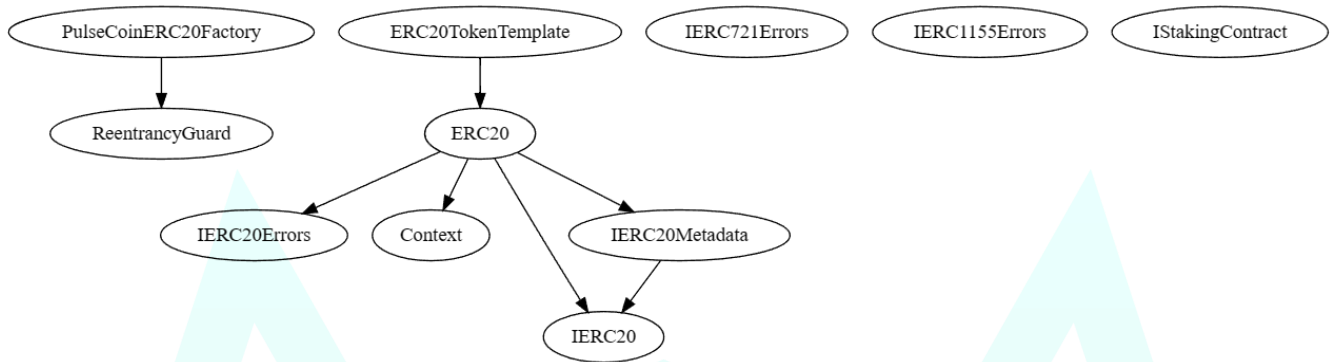 PulseCoinERC20Factory
ERC20TokenTemplate
IERC721Errors
IERC1155Errors
IStakingContract
ReentrancyGuard
ERC20
IERC20Errors
Context
IERC20Metadata
IERC20